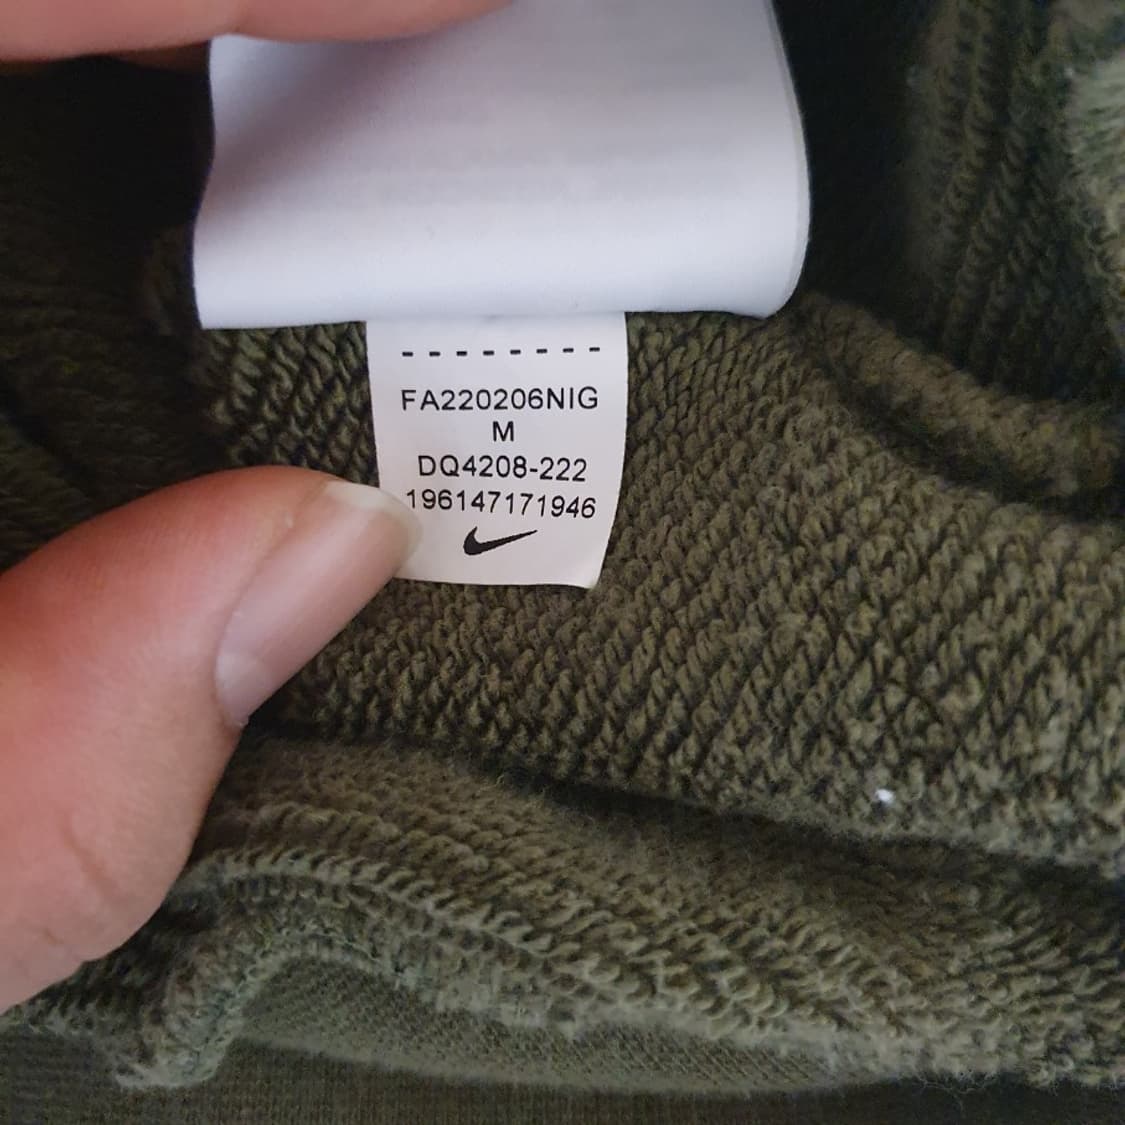 --------
FA220206NIG
M
DQ4208-222
196147171946